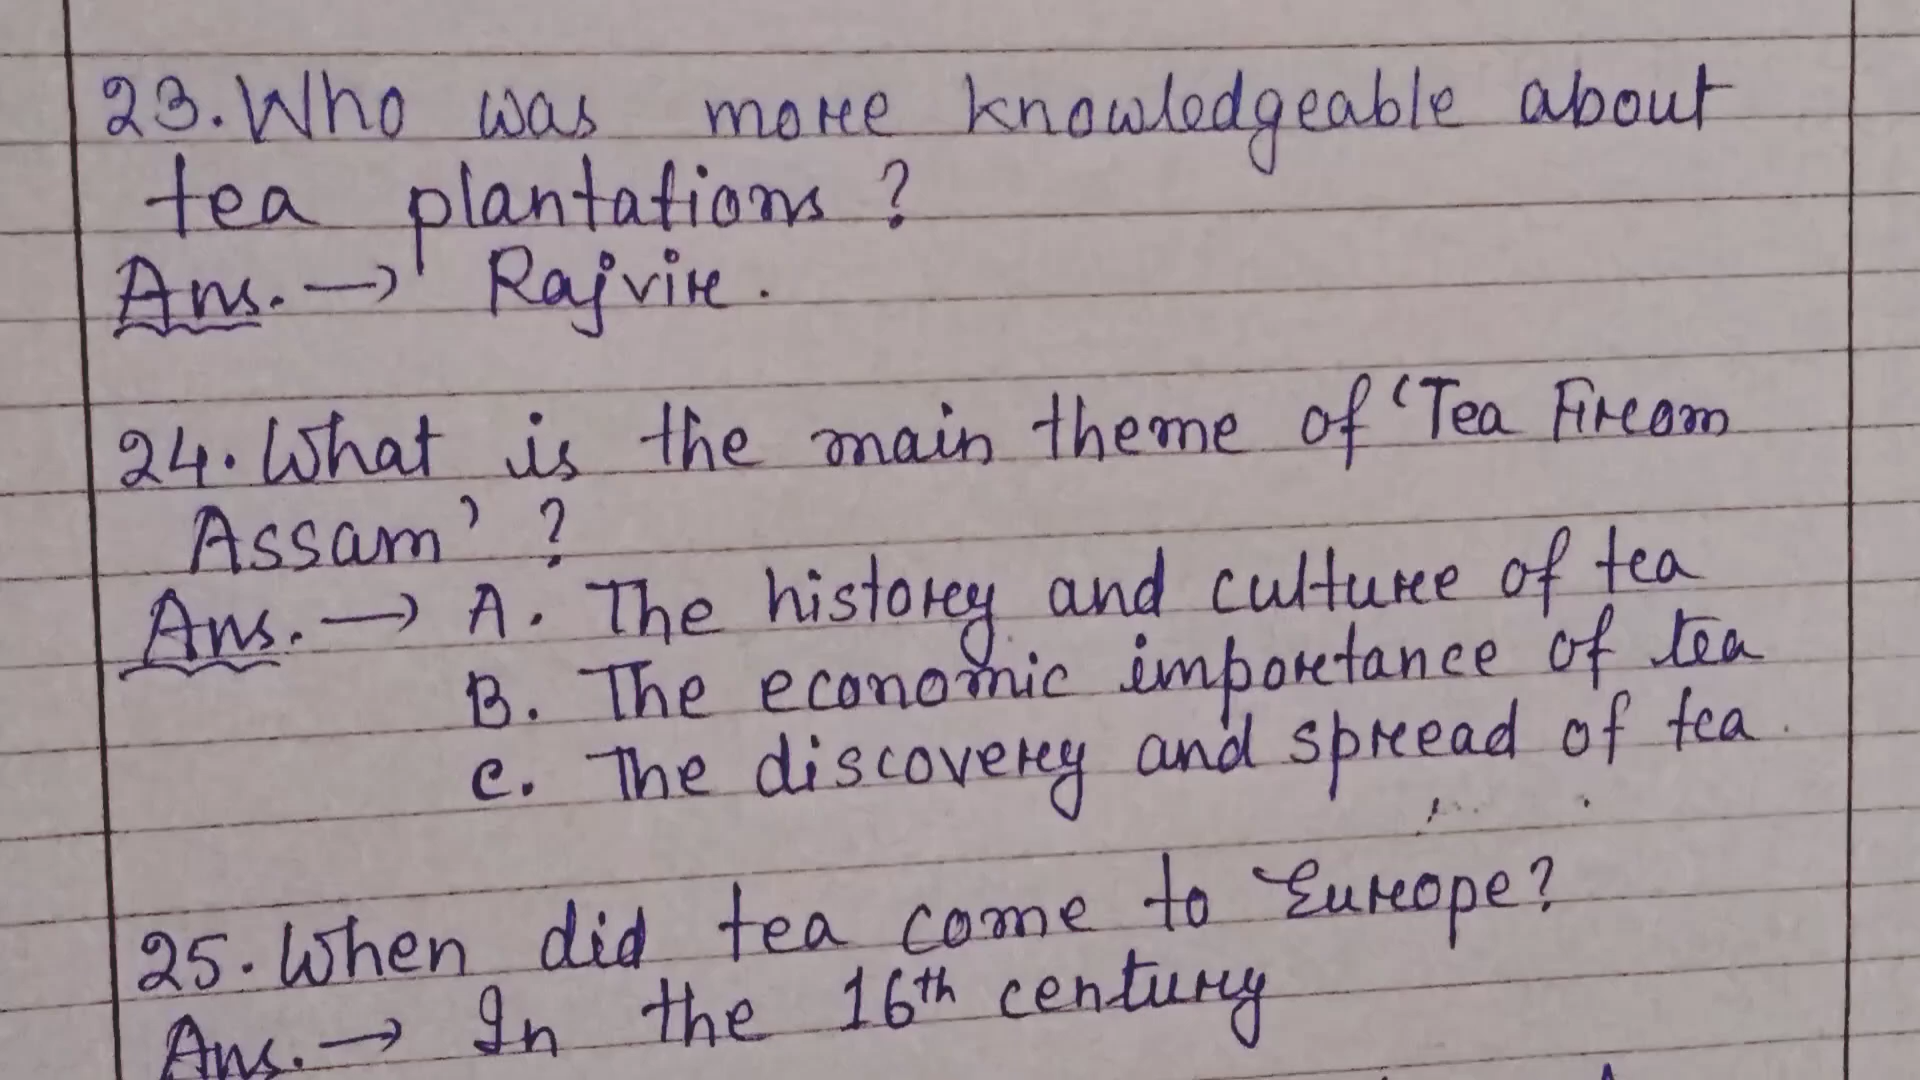 23. Who was more knowledgeable about
tea plantations ?
Ans. → Rajvir.
24. What is the main theme of 'Tea From
Assam' ?
Ans. → A. The history and culture of tea
B. The economic importance of tea
C. The discovery and spread of tea
25. When did tea come to Europe?
Ans. → In the 16th century